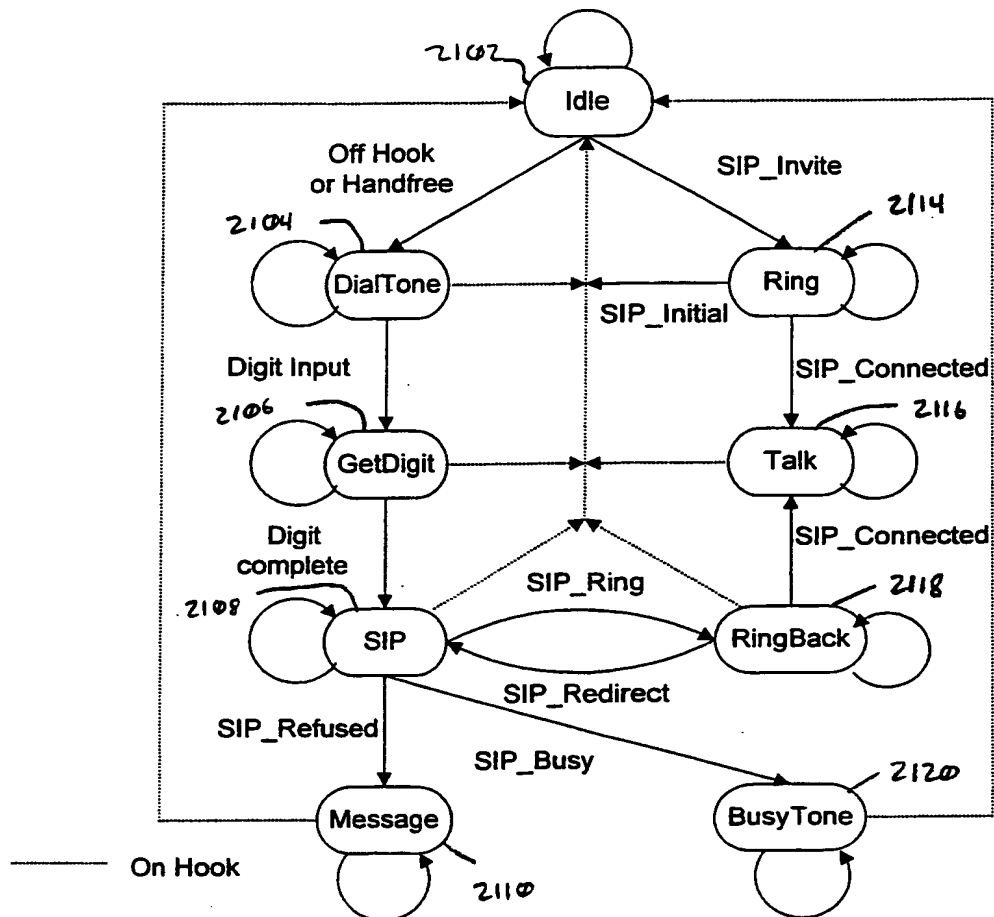 2102
Idle
Off Hook
or Handfree
SIP_Invite
2104
2114
DialTone
Ring
SIP_Initial
Digit Input
SIP_Connected
2106
2116
GetDigit
Talk
Digit
complete
SIP_Connected
SIP_Ring
2108
2118
SIP
RingBack
SIP_Redirect
SIP_Refused
SIP_Busy
2120
Message
BusyTone
On Hook
2110